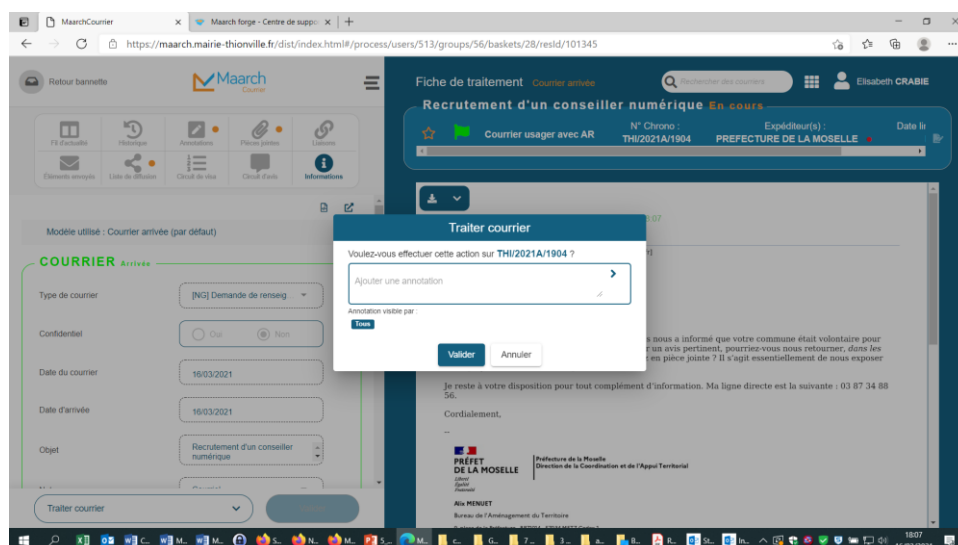 MaarchCourrier
Maarch forge - Centre de suppo
https://maarch.mairie-thionville.fr/dist/index.html#/process/users/513/groups/56/baskets/28/resId/101345
Retour bannette
Maarch
Courrier
Fiche de traitement Courrier arrivée
Rechercher des courriers
Elisabeth CRABIE
Recrutement d'un conseiller numérique En cours
Courrier usager avec AR
N° Chrono :
THI/2021A/1904
Expéditeur(s) :
PREFECTURE DE LA MOSELLE
Date lir
Fil d'actualité
Historique
Annotations
Pièces jointes
Liaisons
Éléments envoyés
Liste de diffusion
Circuit de visa
Circuit d'avis
Informations
Modèle utilisé : Courrier arrivée (par défaut)
COURRIER Arrivée
Type de courrier
[NG] Demande de renseig
Confidentiel
Oui
Non
Date du courrier
16/03/2021
Date d'arrivée
16/03/2021
Objet
Recrutement d'un conseiller
numérique
Traiter courrier
8:07
Traiter courrier
Voulez-vous effectuer cette action sur THI/2021A/1904 ?
Ajouter une annotation
Annotation visible par :
Tous
Valider
Annuler
s nous a informé que votre commune était volontaire pour
r un avis pertinent, pourriez-vous nous retourner, dans les
t en pièce jointe ? Il s'agit essentiellement de nous exposer
Je reste à votre disposition pour tout complément d'information. Ma ligne directe est la suivante : 03 87 34 88
56.
Cordialement,
--
PRÉFET
DE LA MOSELLE
Liberté
Égalité
Fraternité
Préfecture de la Moselle
Direction de la Coordination et de l'Appui Territorial
Alix MENUET
Bureau de l'Aménagement du Territoire
18:07